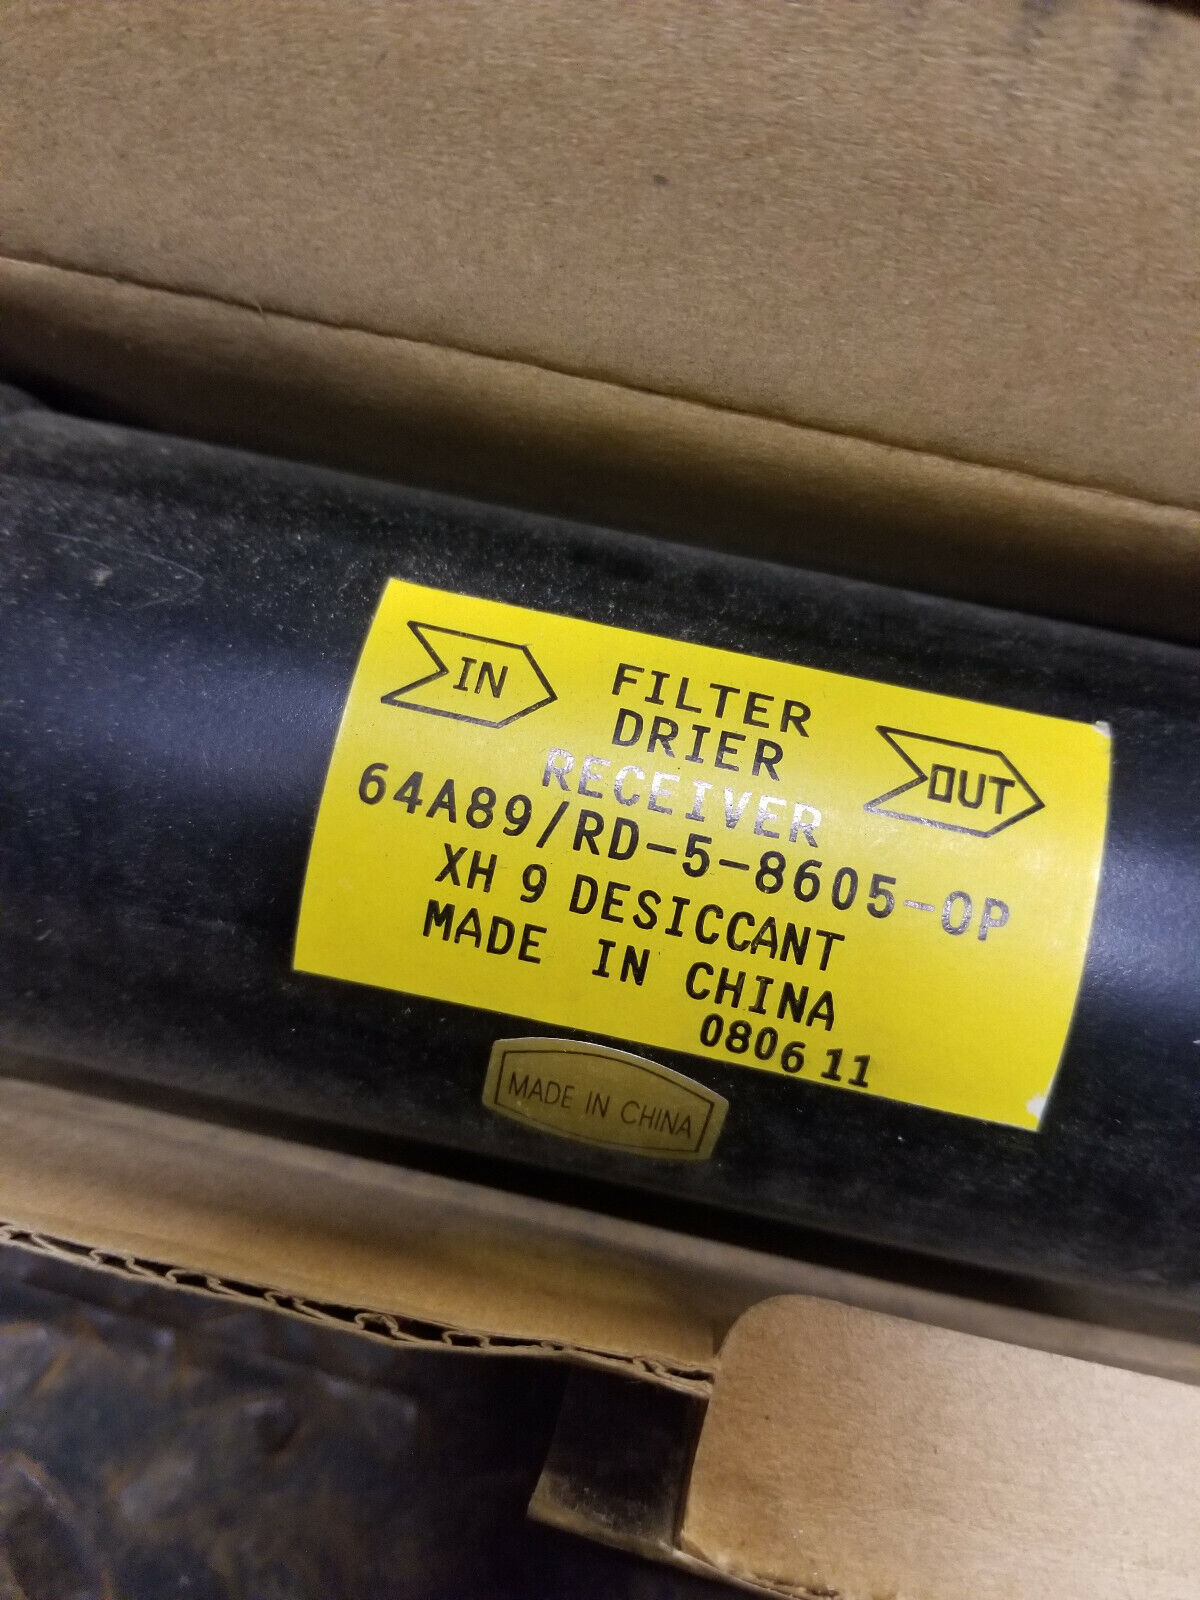 IN
FILTER
DRIER
OUT
RECEIVER
64A89/RD-5-8605-0P
XH 9 DESICCANT
MADE IN CHINA
0806 11
MADE IN CHINA